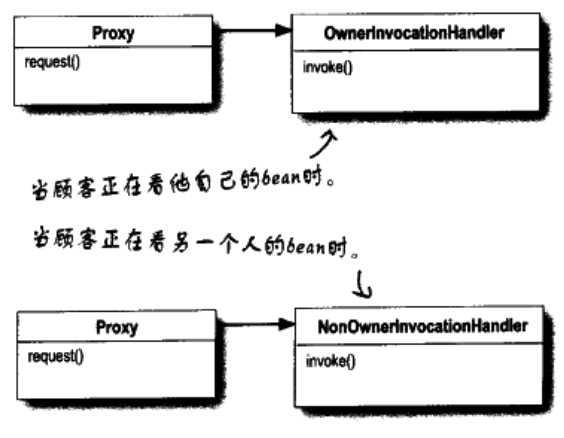 Proxy
request()
OwnerInvocationHandler
invoke()
当顾客正在看他自己的bean时。
当顾客正在看另一个人的bean时。
Proxy
request()
NonOwnerInvocationHandler
invoke()